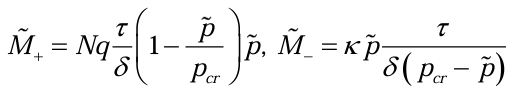 M̃₊ = Nq τ/δ (1 − p̃/p_cr) p̃, M̃₋ = κ p̃ τ/(δ(p_cr − p̃))